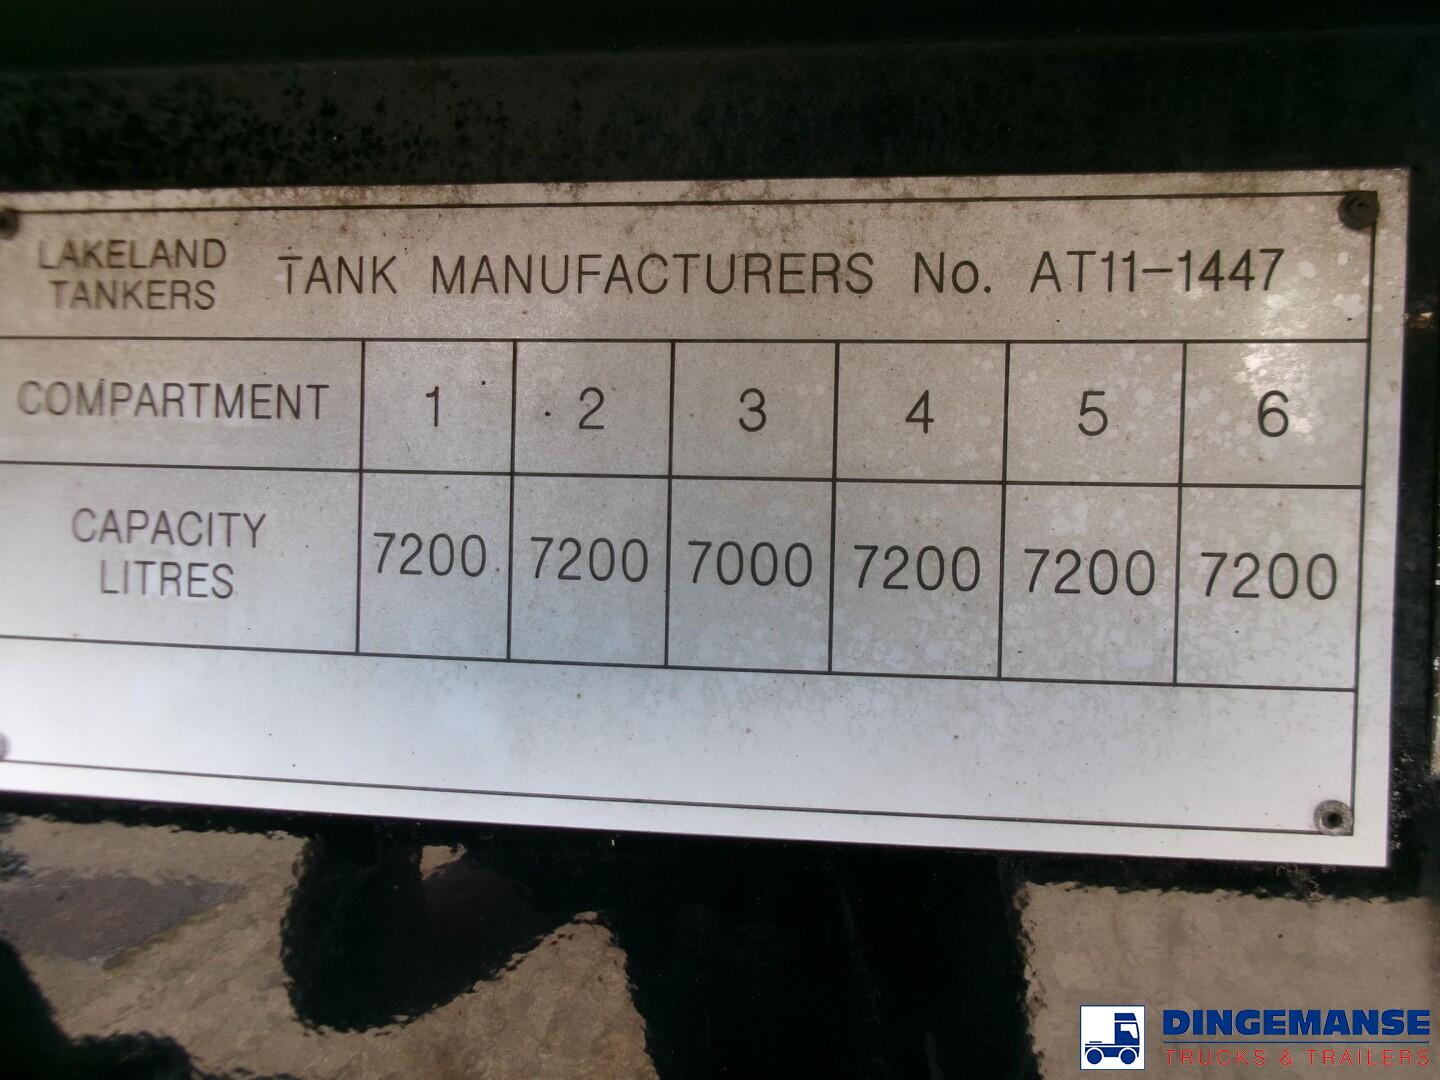 LAKELAND TANKERS TANK MANUFACTURERS No. AT11-1447
COMPARTMENT 1 2 3 4 5 6
CAPACITY LITRES 7200 7200 7000 7200 7200 7200
DINGEMANSE
TRUCKS & TRAILERS